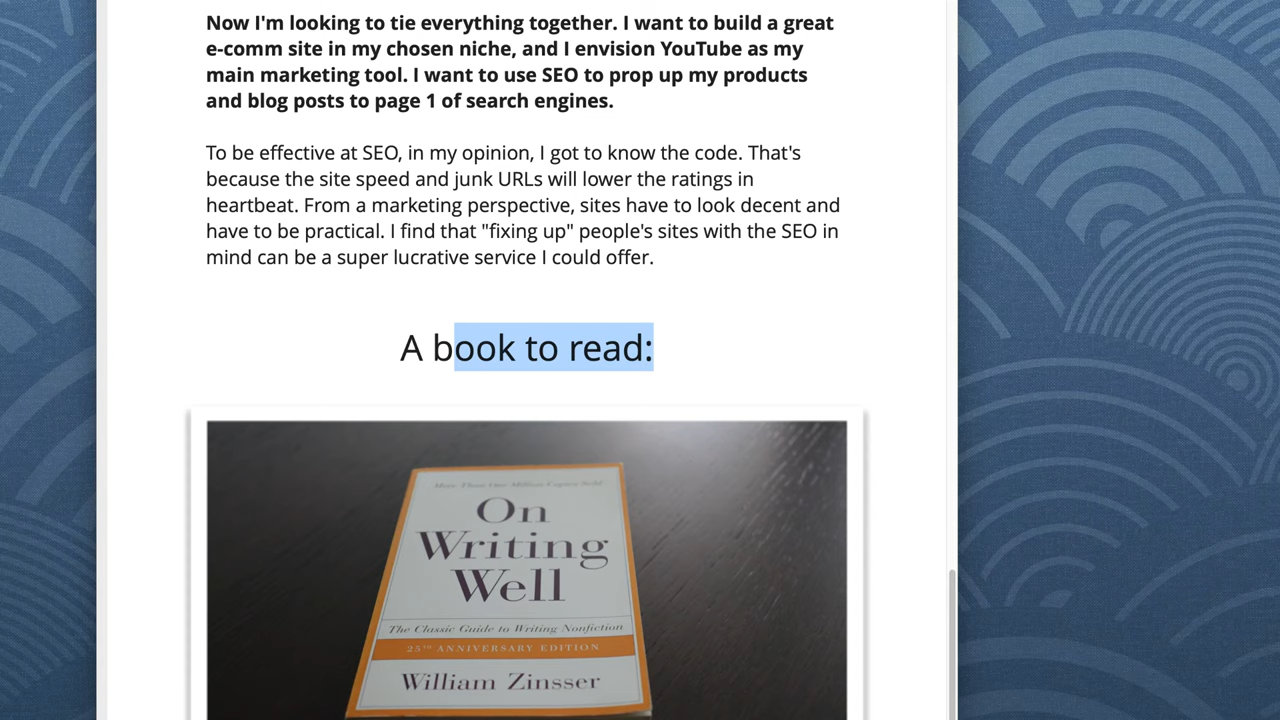 Now I'm looking to tie everything together. I want to build a great
e-comm site in my chosen niche, and I envision YouTube as my
main marketing tool. I want to use SEO to prop up my products
and blog posts to page 1 of search engines.
To be effective at SEO, in my opinion, I got to know the code. That's
because the site speed and junk URLs will lower the ratings in
heartbeat. From a marketing perspective, sites have to look decent and
have to be practical. I find that "fixing up" people's sites with the SEO in
mind can be a super lucrative service I could offer.
A book to read:
More Than One Million Copies Sold
On
Writing
Well
The Classic Guide to Writing Nonfiction
25TH ANNIVERSARY EDITION
William Zinsser